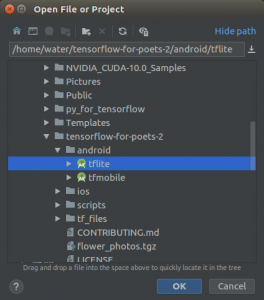 Open File or Project
Hide path
/home/water/tensorflow-for-poets-2/android/tflite
NVIDIA_CUDA-10.0_Samples
Pictures
Public
py_for_tensorflow
Templates
tensorflow-for-poets-2
android
tflite
tfmobile
ios
scripts
tf_files
CONTRIBUTING.md
flower_photos.tgz
LICENSE
Drag and drop a file into the space above to quickly locate it in the tree
? OK Cancel